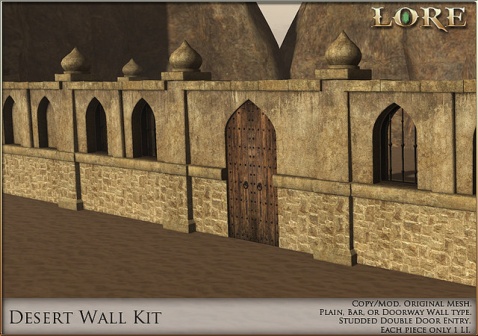 LORE
DESERT WALL KIT
COPY/MOD. ORIGINAL MESH.
PLAIN, BAR, OR DOORWAY WALL TYPE.
STUDDED DOUBLE DOOR ENTRY.
EACH PIECE ONLY 1 LI.